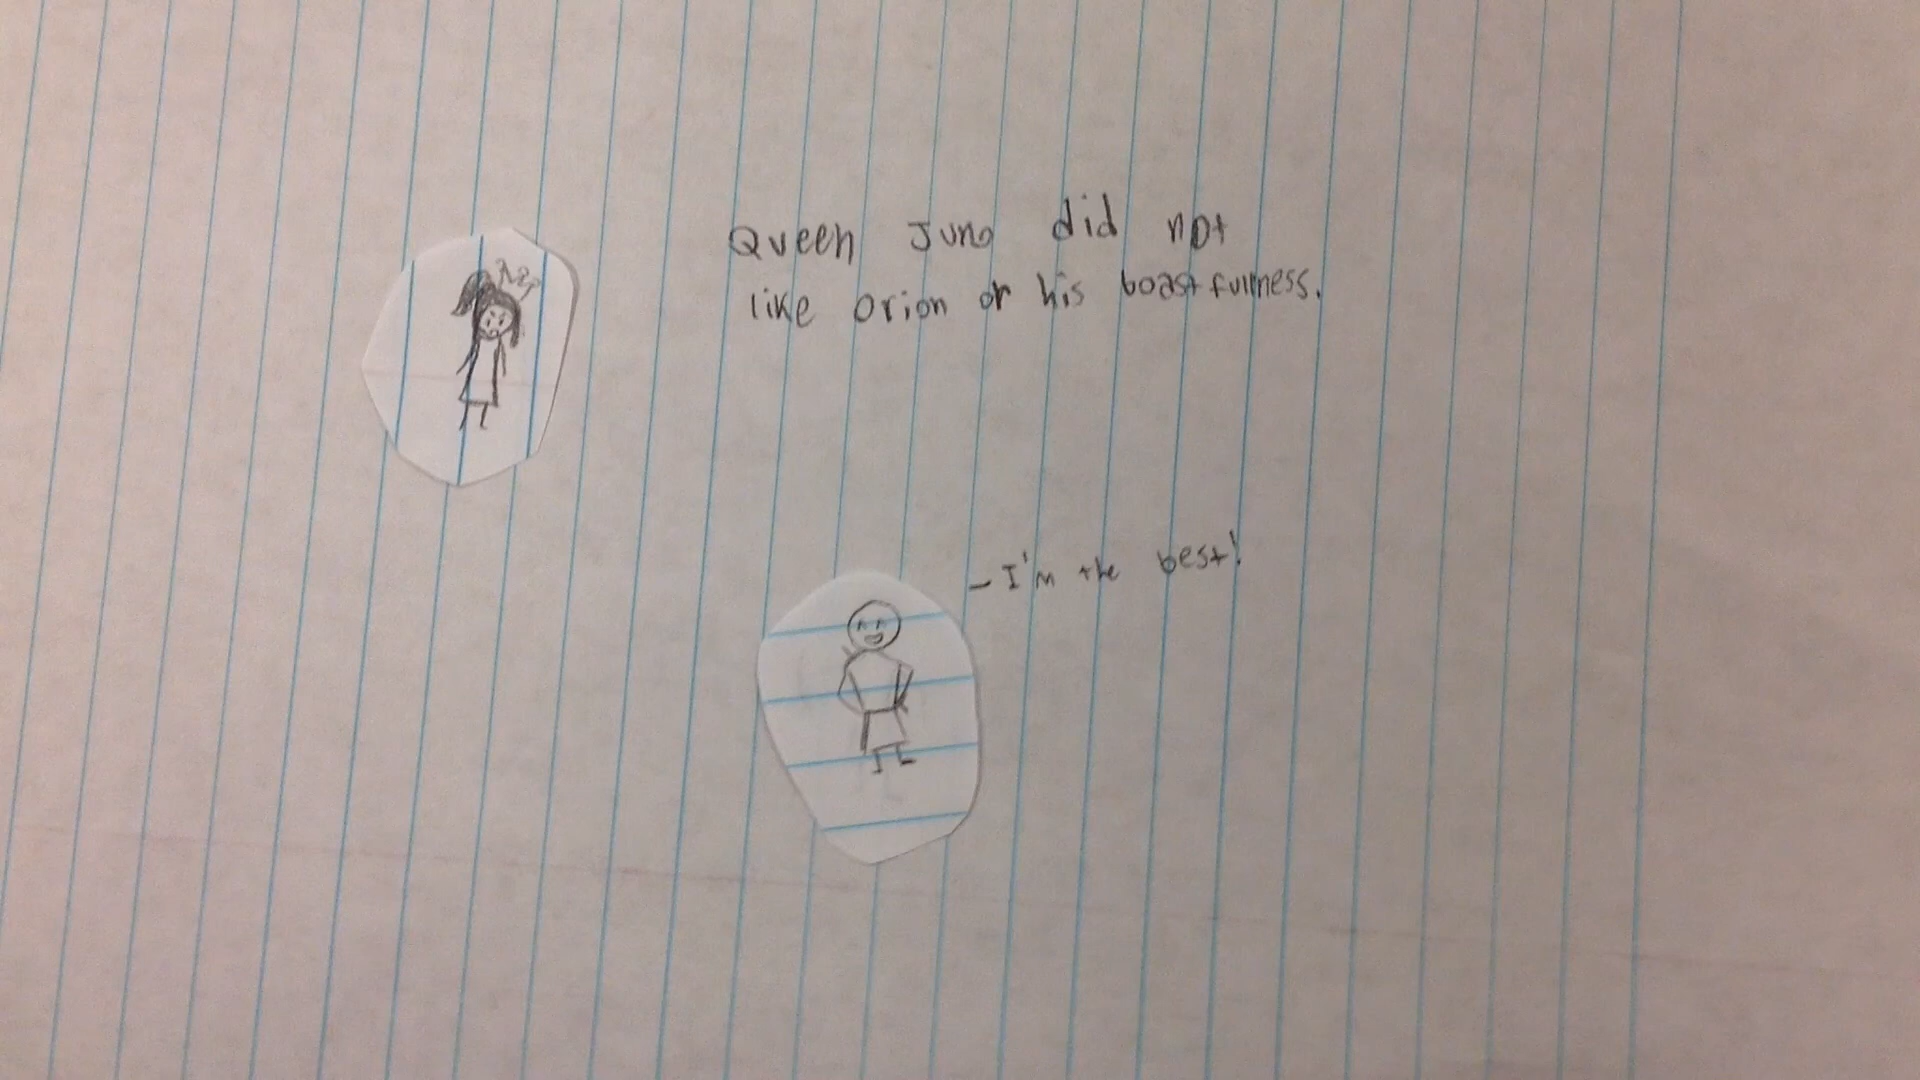 Queen Juno did not
like Orion or his boastfullness.
- I'm the best!